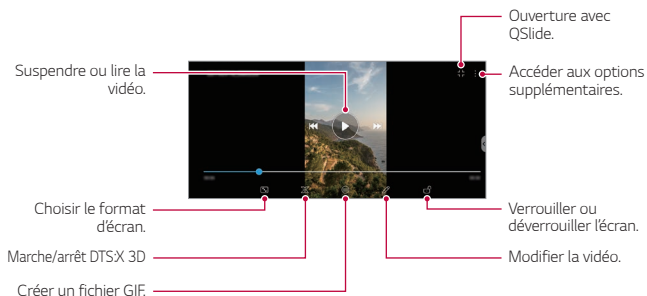 Ouverture avec
QSlide.
Suspendre ou lire la
vidéo.
Accéder aux options
supplémentaires.
Choisir le format
d'écran.
Verrouiller ou
déverrouiller l'écran.
Marche/arrêt DTS:X 3D
Modifier la vidéo.
Créer un fichier GIF.